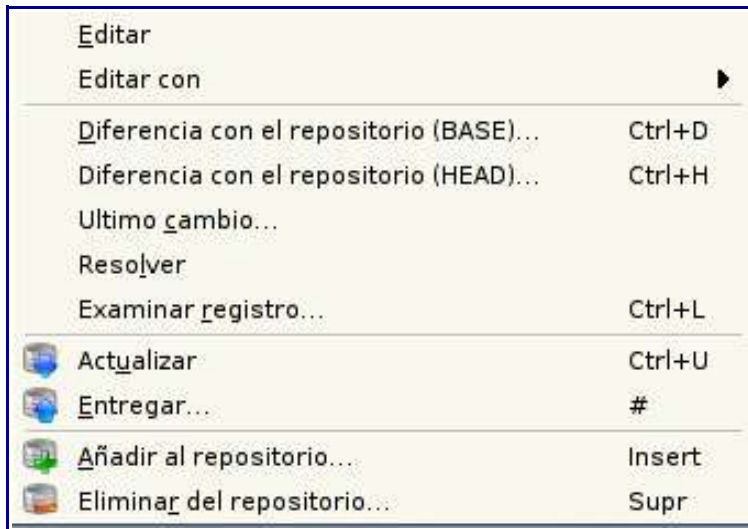 Editar
Editar con
Diferencia con el repositorio (BASE)... Ctrl+D
Diferencia con el repositorio (HEAD)... Ctrl+H
Ultimo cambio...
Resolver
Examinar registro... Ctrl+L
Actualizar Ctrl+U
Entregar... #
Añadir al repositorio... Insert
Eliminar del repositorio... Supr